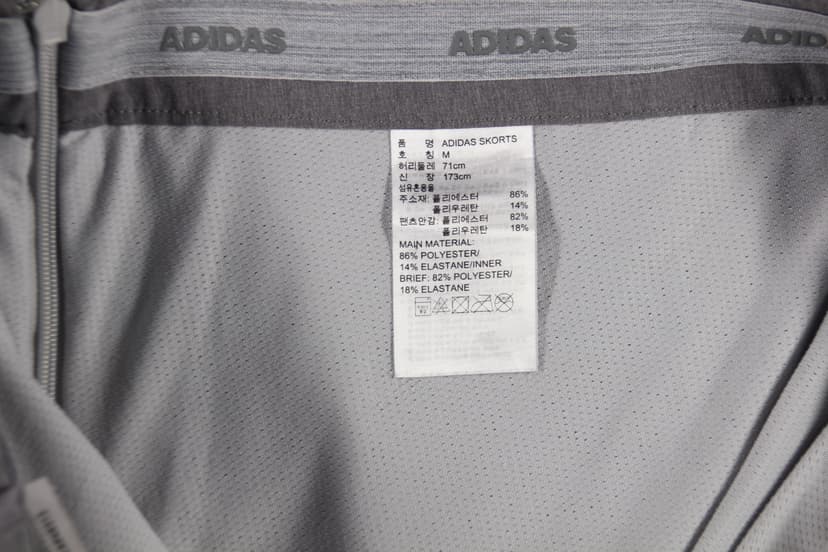 ADIDAS ADIDAS ADID
품 명 ADIDAS SKORTS
호 칭 M
허리둘레 71cm
신 장 173cm
섬유혼용율
주소재: 폴리에스터 86%
폴리우레탄 14%
팬츠안감: 폴리에스터 82%
폴리우레탄 18%
MAIN MATERIAL:
86% POLYESTER/
14% ELASTANE/INNER
BRIEF: 82% POLYESTER/
18% ELASTANE